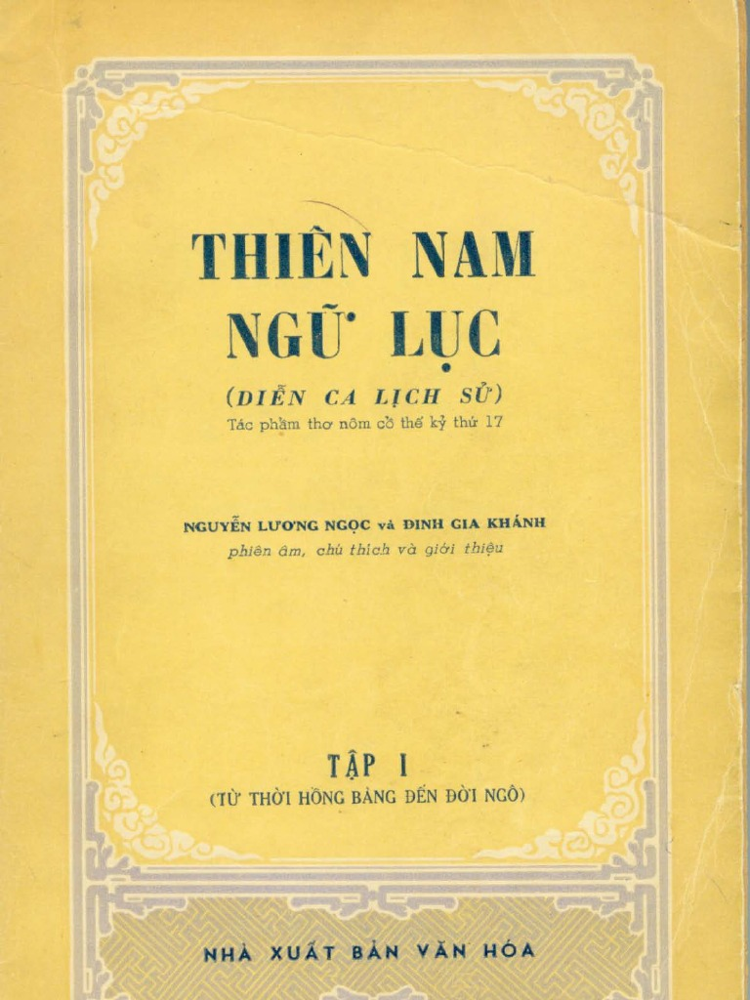 THIÊN NAM
NGỮ LỤC
(DIỄN CA LỊCH SỬ)
Tác phẩm thơ nôm cổ thế kỷ thứ 17
NGUYỄN LƯƠNG NGỌC và ĐINH GIA KHÁNH
phiên âm, chú thích và giới thiệu
TẬP I
(TỪ THỜI HỒNG BÀNG ĐẾN ĐỜI NGÔ)
NHÀ XUẤT BẢN VĂN HÓA